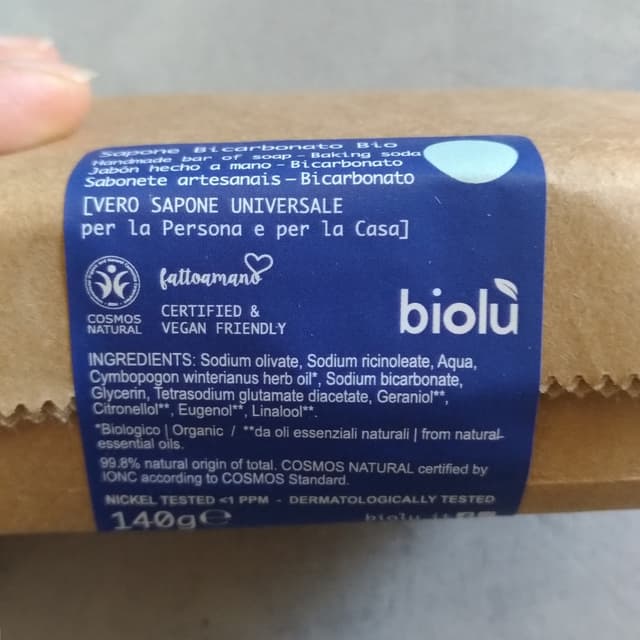 Sapone Bicarbonato Bio
Handmade bar of soap - Baking soda
Jabón hecho a mano - Bicarbonato
Sabonete artesanais - Bicarbonato
[VERO SAPONE UNIVERSALE
per la Persona e per la Casa]
COSMOS
NATURAL
fattoamano
CERTIFIED &
VEGAN FRIENDLY
biolù
INGREDIENTS: Sodium olivate, Sodium ricinoleate, Aqua,
Cymbopogon winterianus herb oil*, Sodium bicarbonate,
Glycerin, Tetrasodium glutamate diacetate, Geraniol**,
Citronellol**, Eugenol**, Linalool**.
*Biologico | Organic / **da oli essenziali naturali | from natural
essential oils.
99.8% natural origin of total. COSMOS NATURAL certified by
IONC according to COSMOS Standard.
NICKEL TESTED <1 PPM - DERMATOLOGICALLY TESTED
140g℮
biolu.it